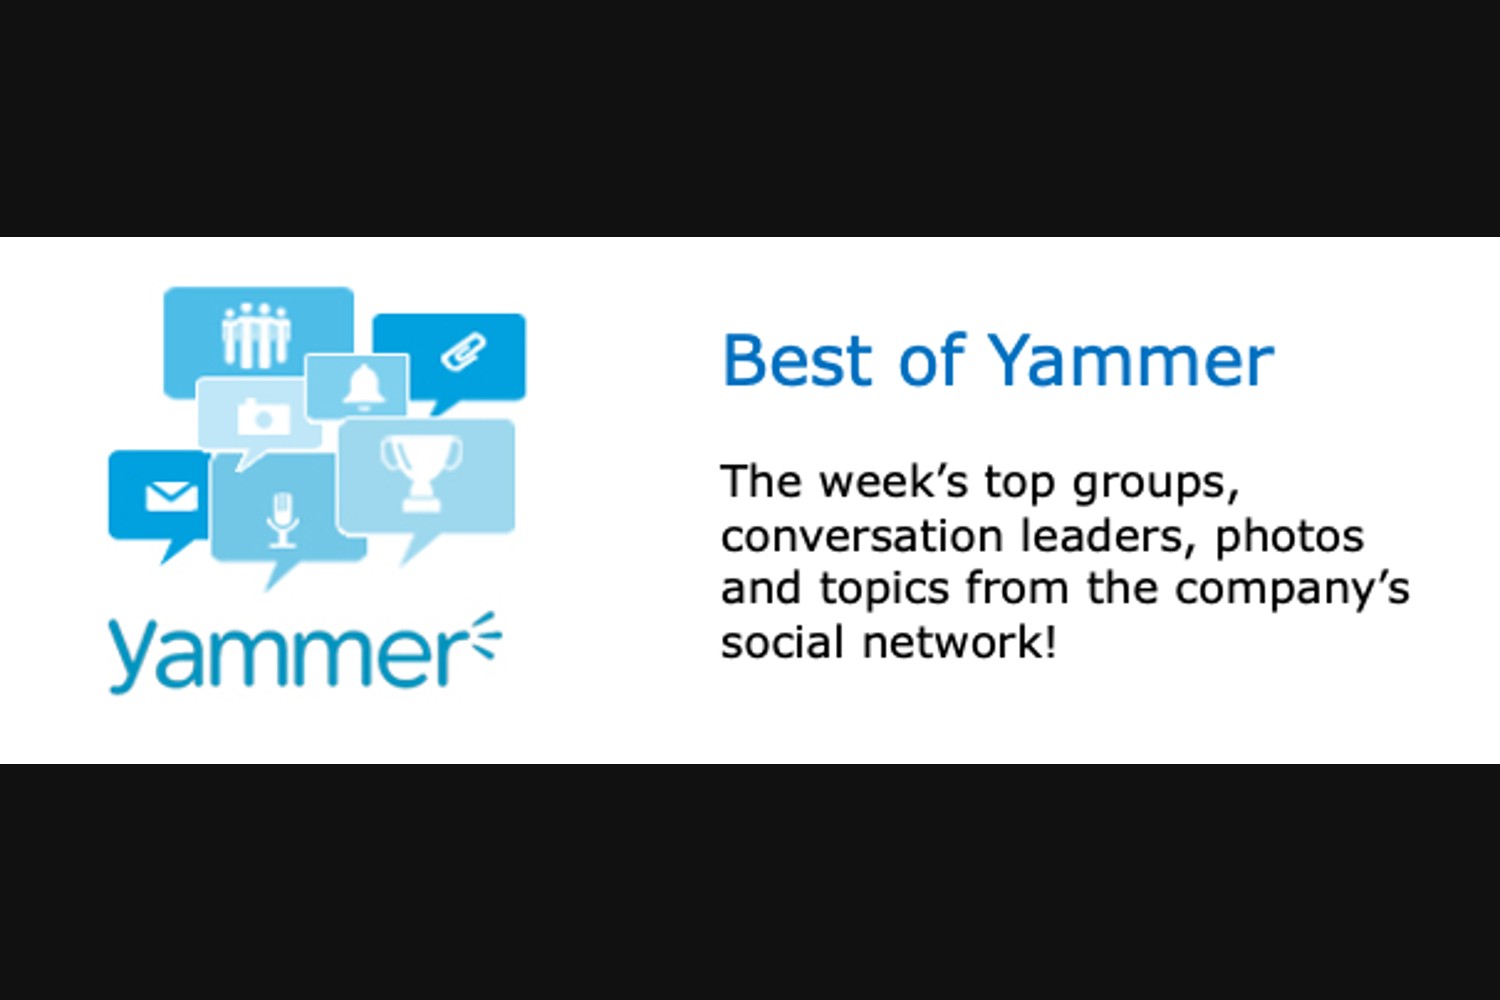 yammer
Best of Yammer
The week’s top groups,
conversation leaders, photos
and topics from the company’s
social network!